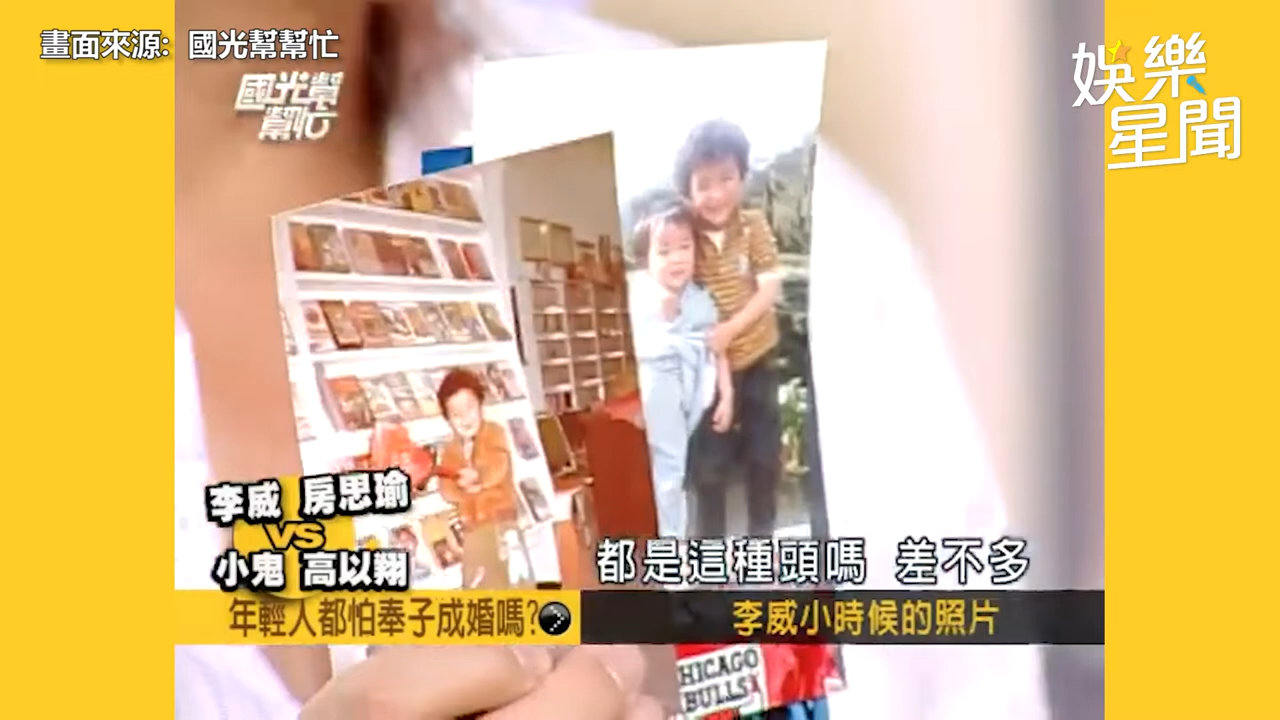 畫面來源: 國光幫幫忙
國光幫
幫忙
娛樂
星聞
李威 房思瑜
VS
小鬼 高以翔
都是這種頭嗎 差不多
年輕人都怕奉子成婚嗎?
李威小時候的照片
CHICAGO
BULLS